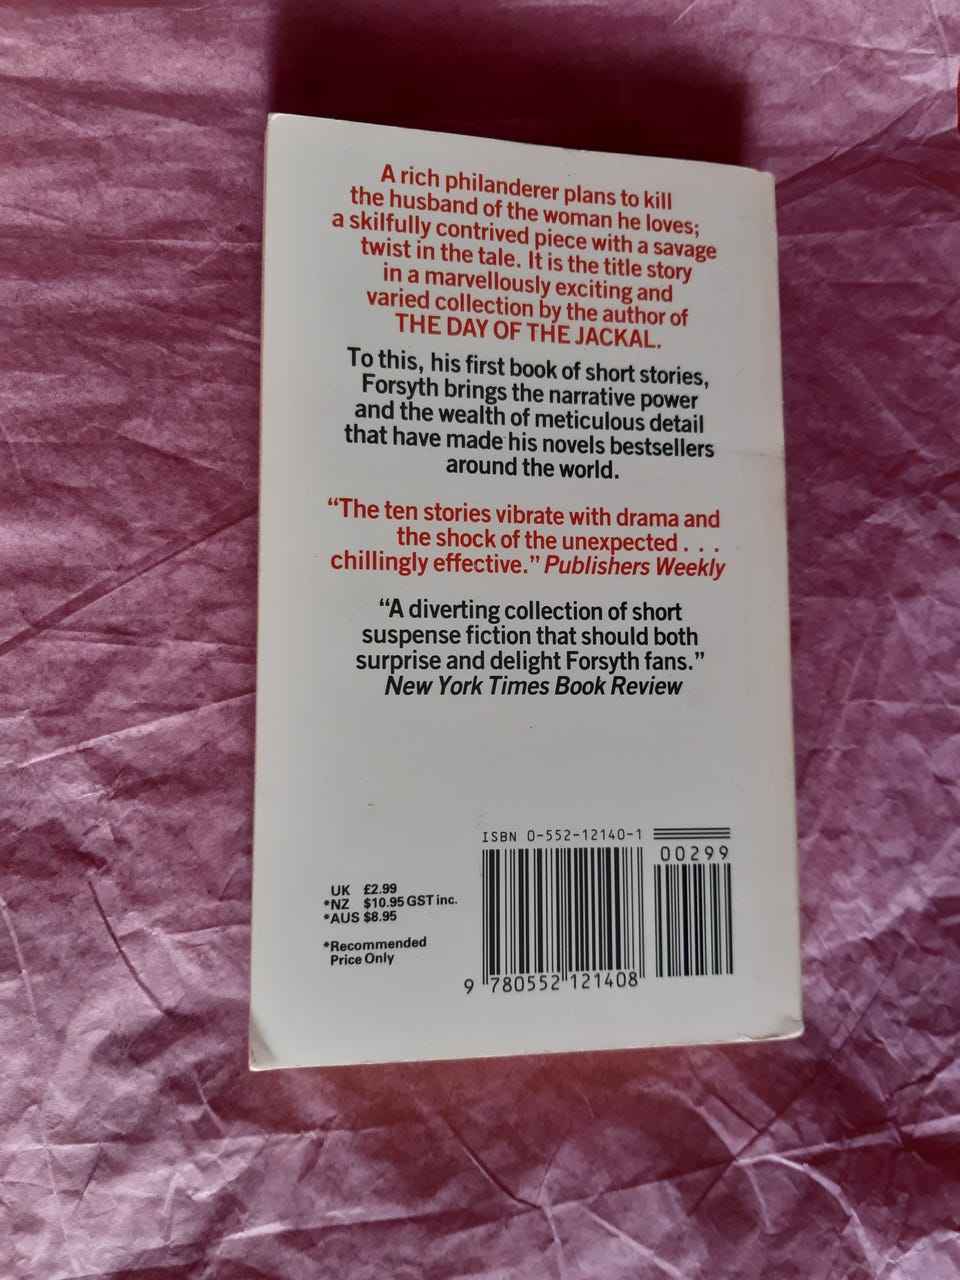 A rich philanderer plans to kill
the husband of the woman he loves;
a skilfully contrived piece with a savage
twist in the tale. It is the title story
in a marvellously exciting and
varied collection by the author of
THE DAY OF THE JACKAL.
To this, his first book of short stories,
Forsyth brings the narrative power
and the wealth of meticulous detail
that have made his novels bestsellers
around the world.
“The ten stories vibrate with drama and
the shock of the unexpected . . .
chillingly effective.” Publishers Weekly
“A diverting collection of short
suspense fiction that should both
surprise and delight Forsyth fans.”
New York Times Book Review
ISBN 0-552-12140-1
00299
UK £2.99
*NZ $10.95 GST inc.
*AUS $8.95
*Recommended
Price Only
9 780552 121408